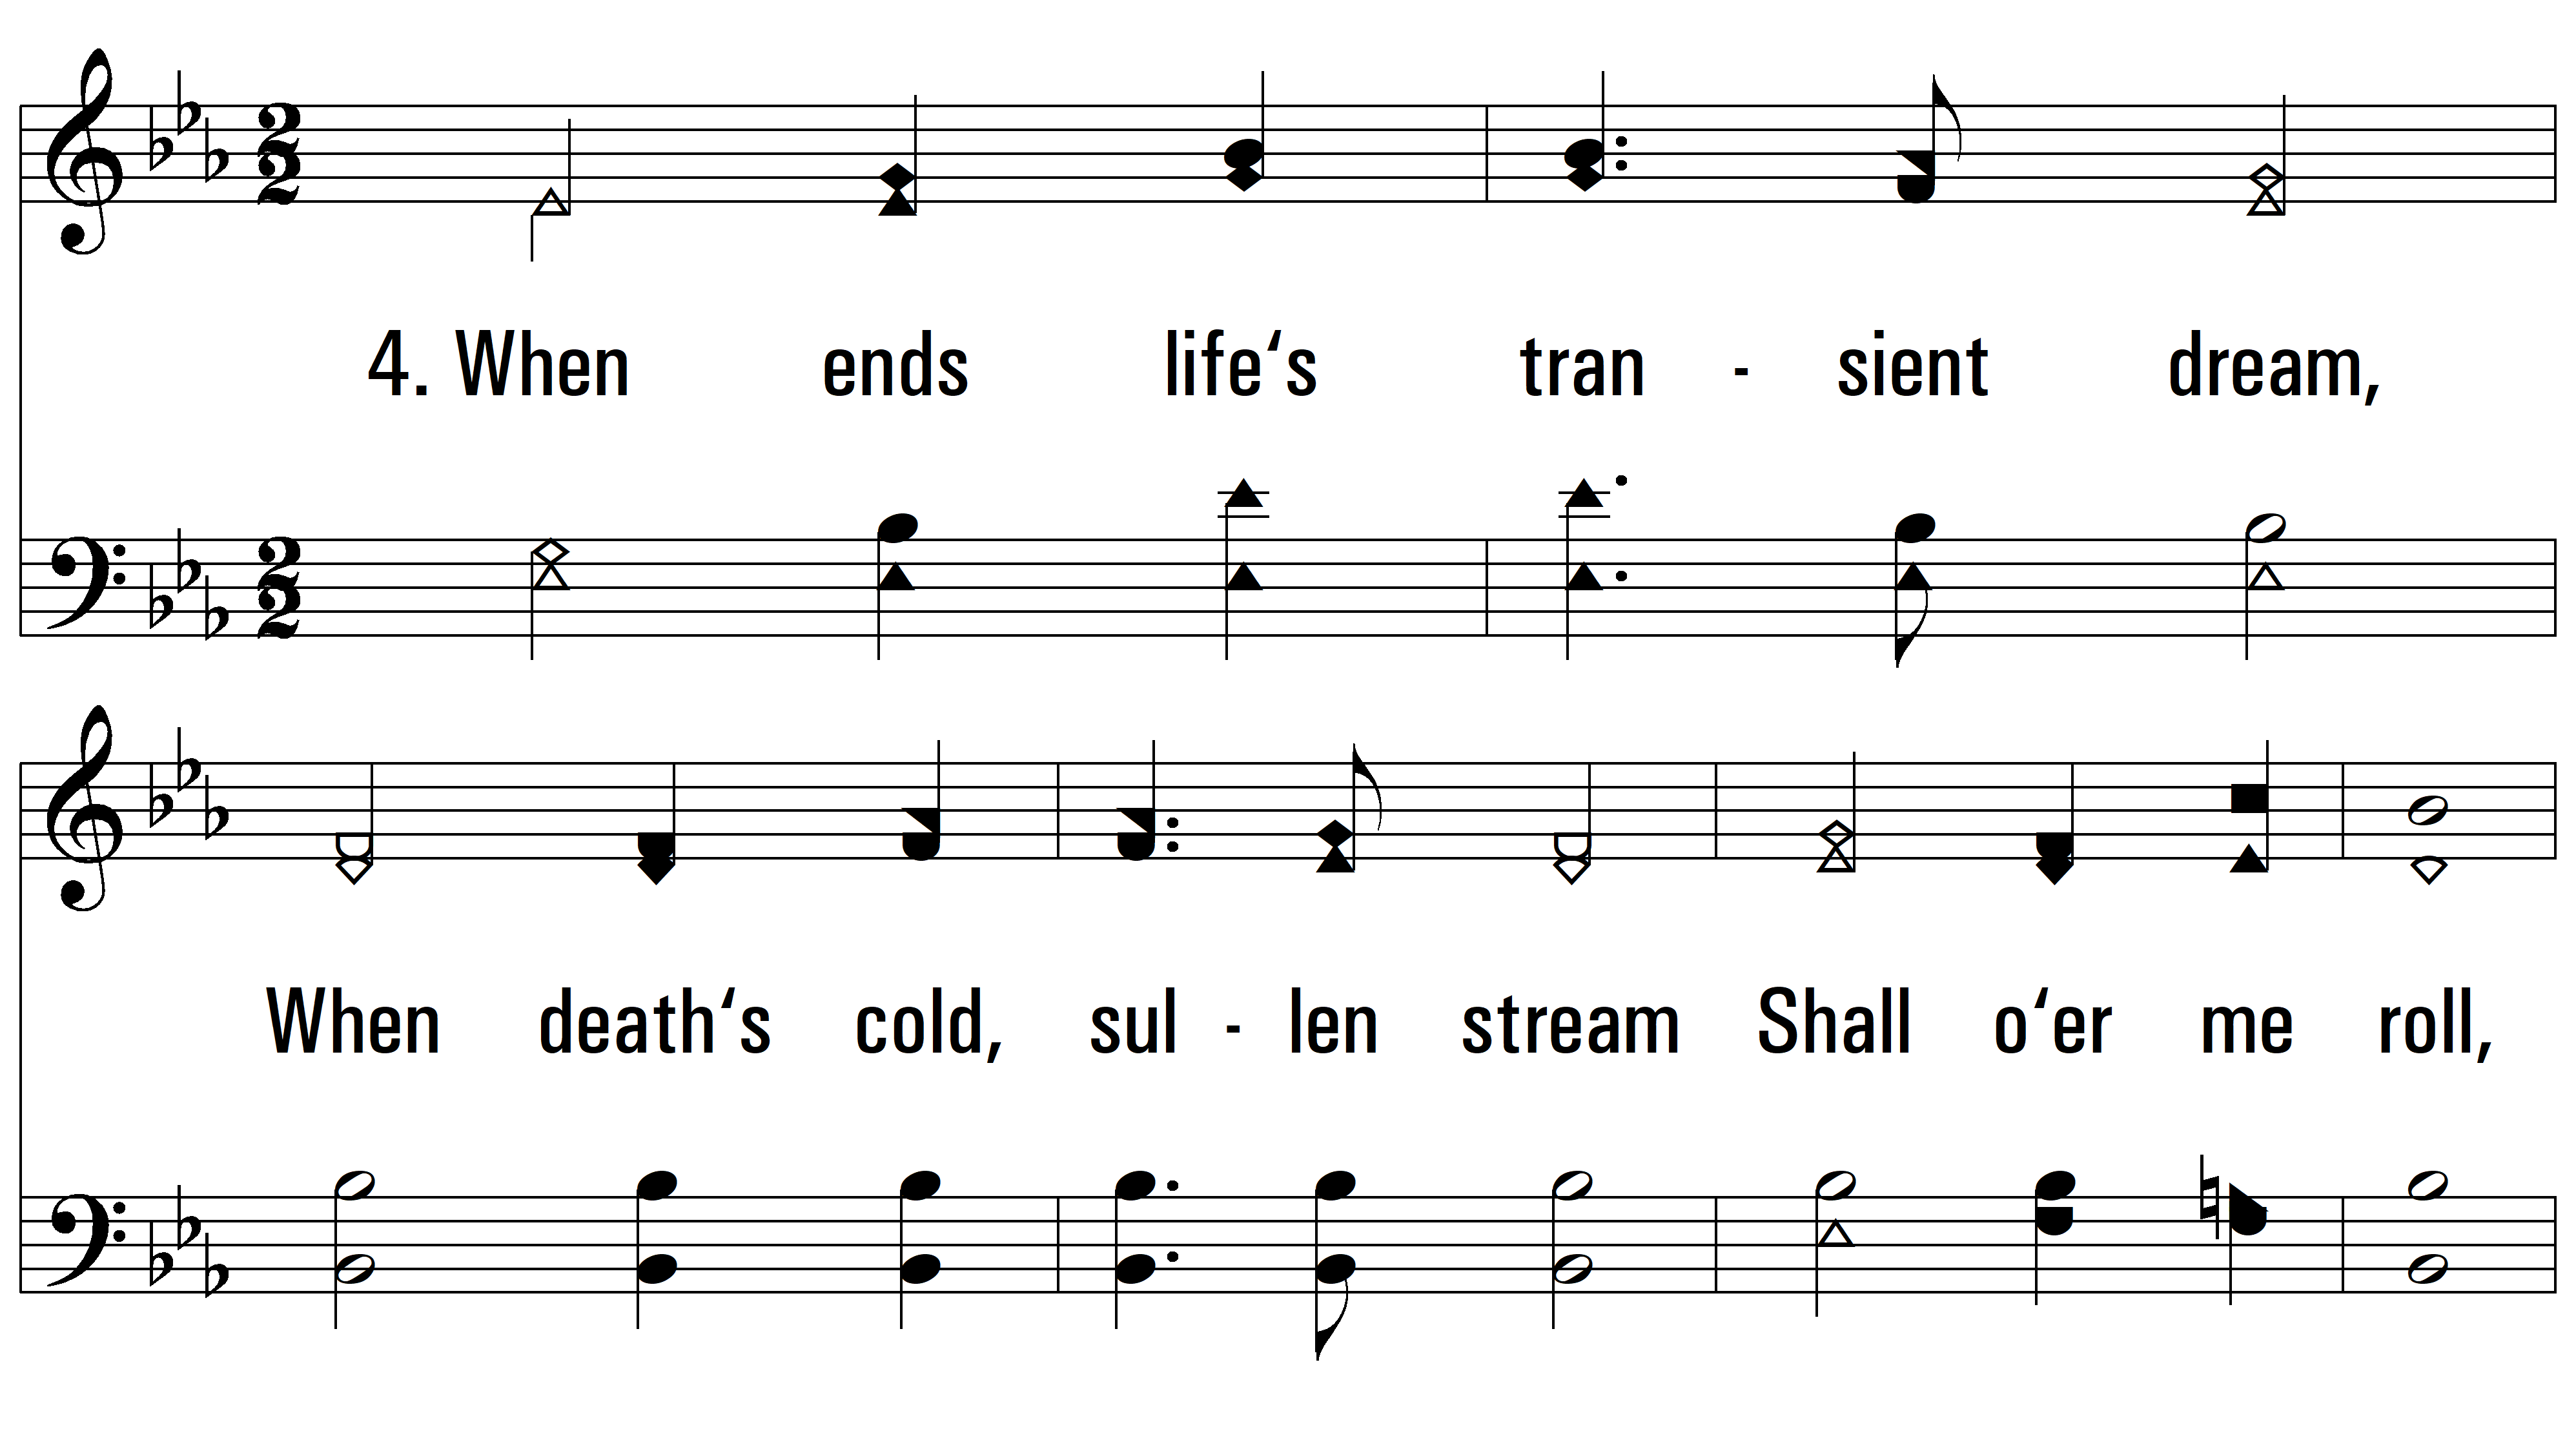 4. When ends life‘s tran - sient dream,
When death‘s cold, sul - len stream Shall o‘er me roll,